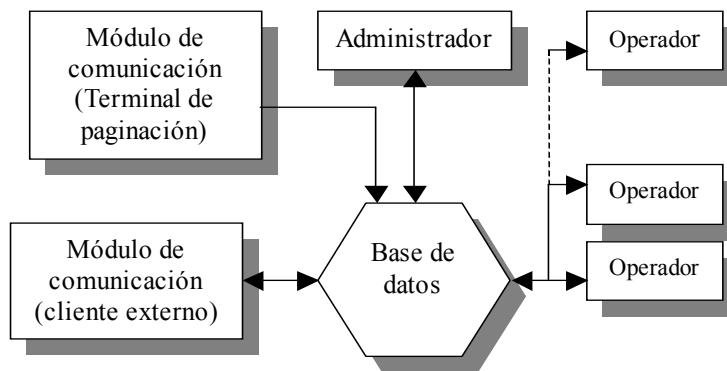 Módulo de
comunicación
(Terminal de
paginación)
Administrador
Operador
Operador
Módulo de
comunicación
(cliente externo)
Base de
datos
Operador